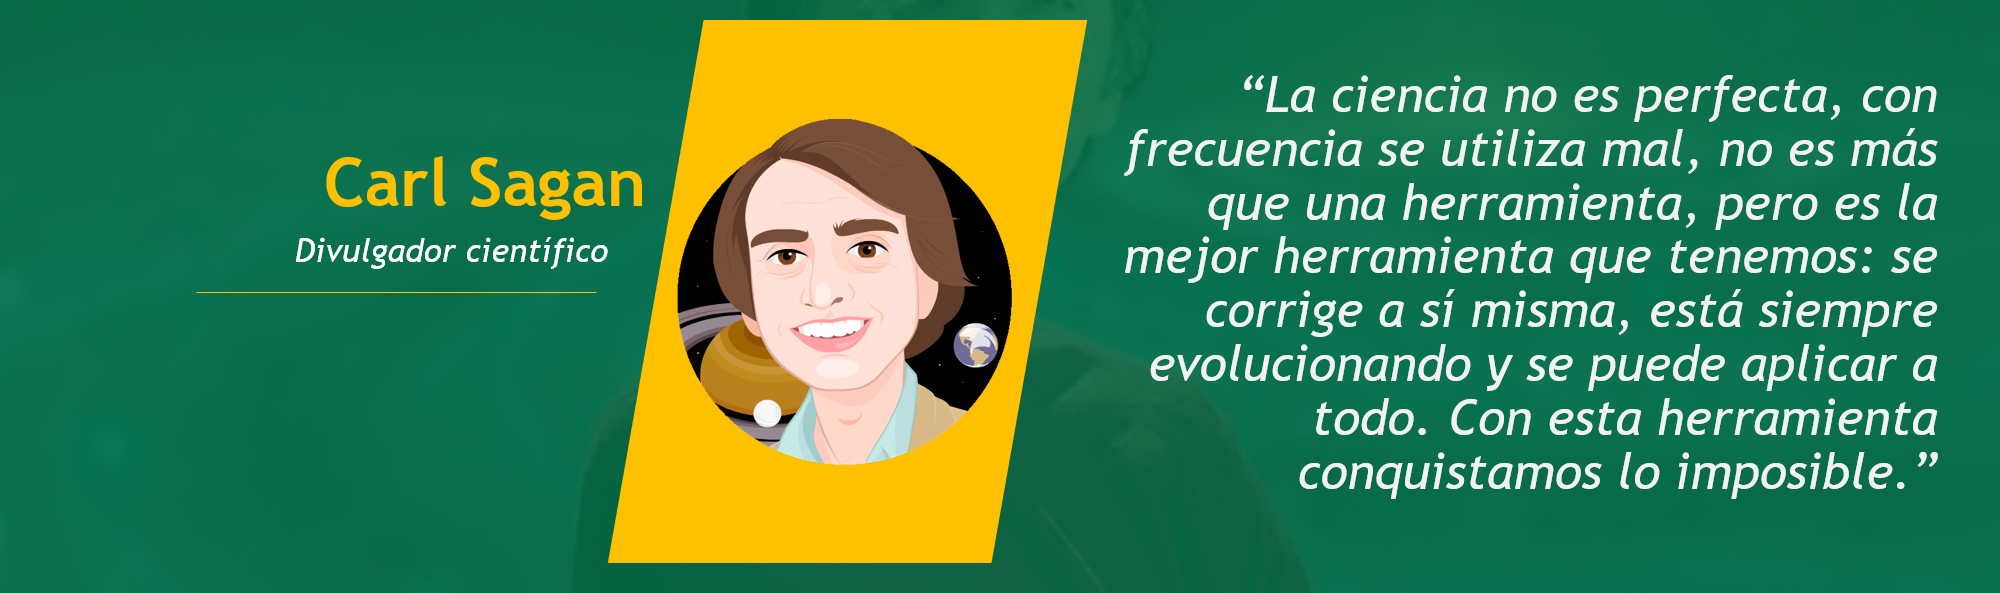 Carl Sagan
Divulgador científico
“La ciencia no es perfecta, con
frecuencia se utiliza mal, no es más
que una herramienta, pero es la
mejor herramienta que tenemos: se
corrige a sí misma, está siempre
evolucionando y se puede aplicar a
todo. Con esta herramienta
conquistamos lo imposible.”